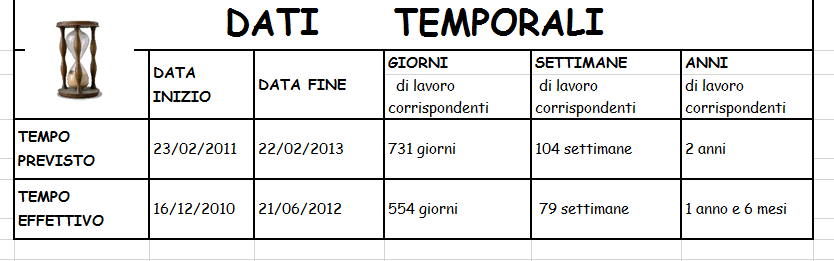 DATI TEMPORALI
DATA INIZIO
DATA FINE
GIORNI
di lavoro
corrispondenti
SETTIMANE
di lavoro
corrispondenti
ANNI
di lavoro
corrispondenti
TEMPO
PREVISTO
23/02/2011
22/02/2013
731 giorni
104 settimane
2 anni
TEMPO
EFFETTIVO
16/12/2010
21/06/2012
554 giorni
79 settimane
1 anno e 6 mesi